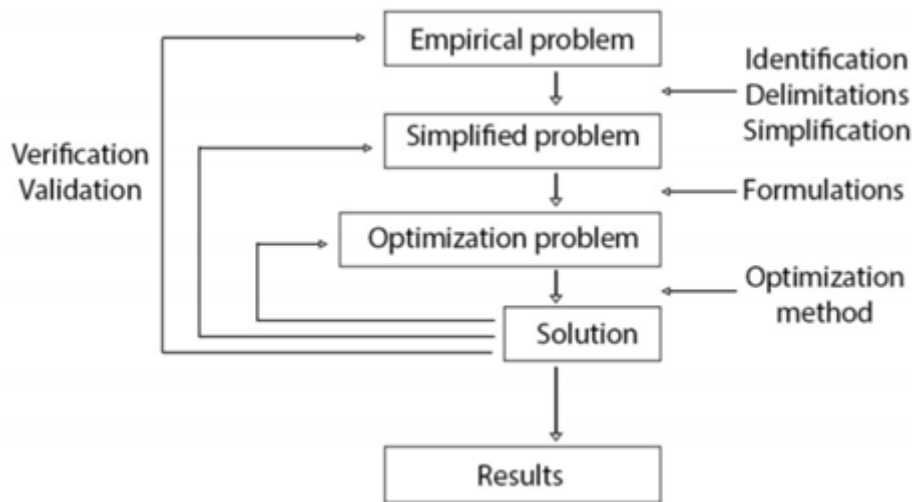 Empirical problem
Identification
Delimitations
Simplification
Simplified problem
Verification
Validation
Formulations
Optimization problem
Optimization
method
Solution
Results